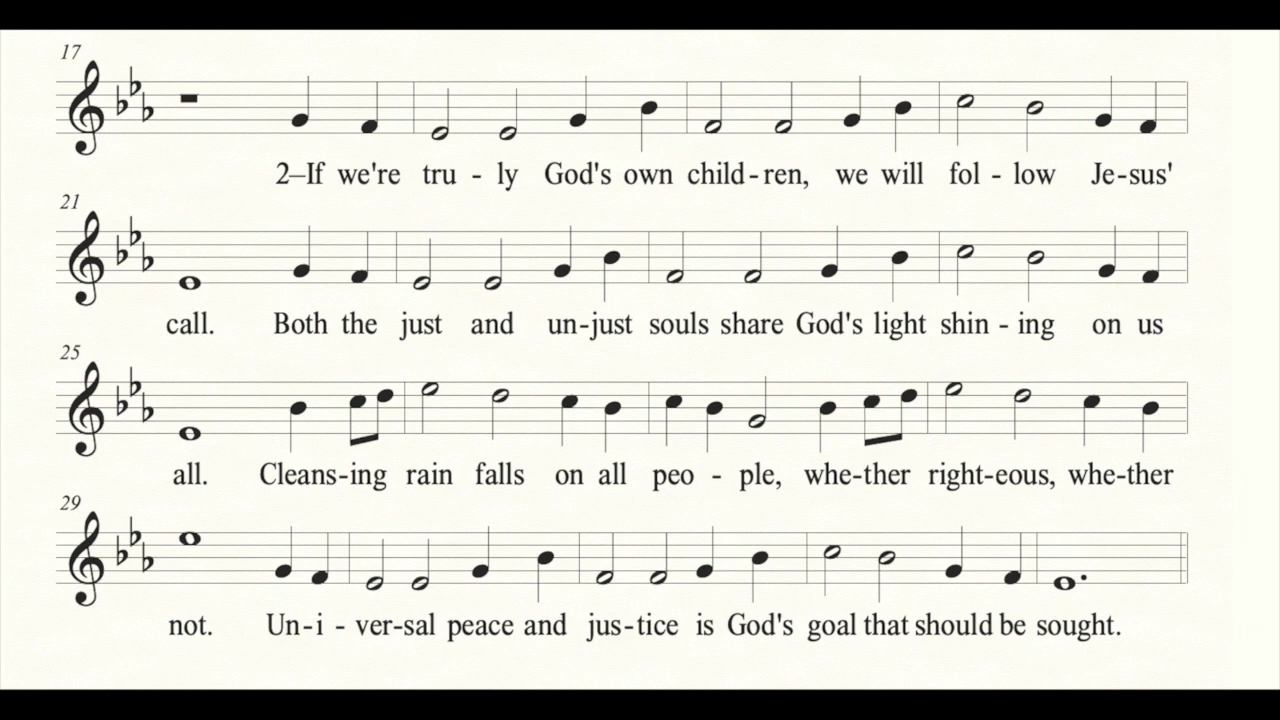 17
2–If we're tru - ly God's own child - ren, we will fol - low Je-sus'
21
call. Both the just and un-just souls share God's light shin - ing on us
25
all. Cleans-ing rain falls on all peo - ple, whe-ther right-eous, whe-ther
29
not. Un-i - ver-sal peace and jus-tice is God's goal that should be sought.